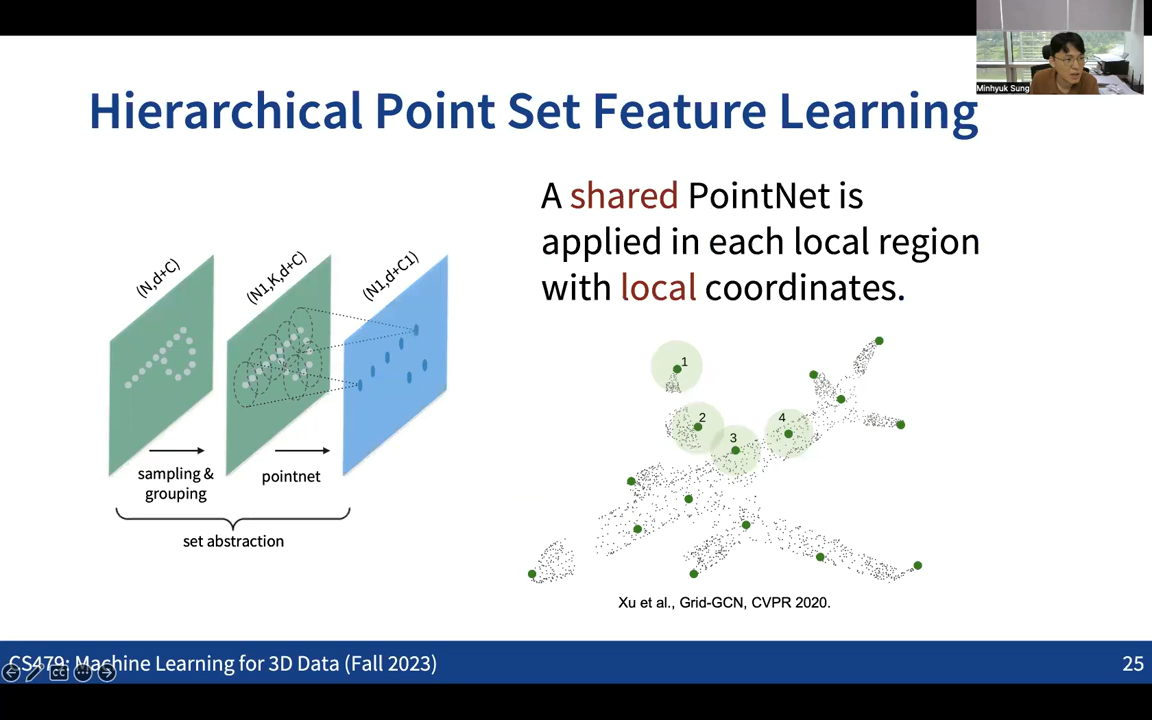 Minhyuk Sung
Hierarchical Point Set Feature Learning
A shared PointNet is
applied in each local region
with local coordinates.
(N,d+C)
(N1,K,d+C)
(N1,d+C1)
sampling &
grouping
pointnet
set abstraction
1
2
3
4
Xu et al., Grid-GCN, CVPR 2020.
CS479: Machine Learning for 3D Data (Fall 2023)
CC
25